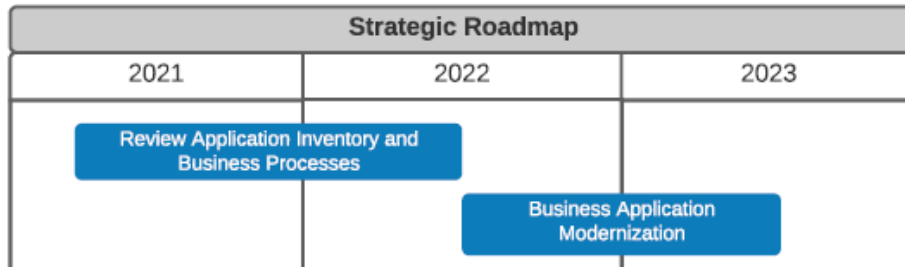 Strategic Roadmap
2021 2022 2023
Review Application Inventory and
Business Processes
Business Application
Modernization